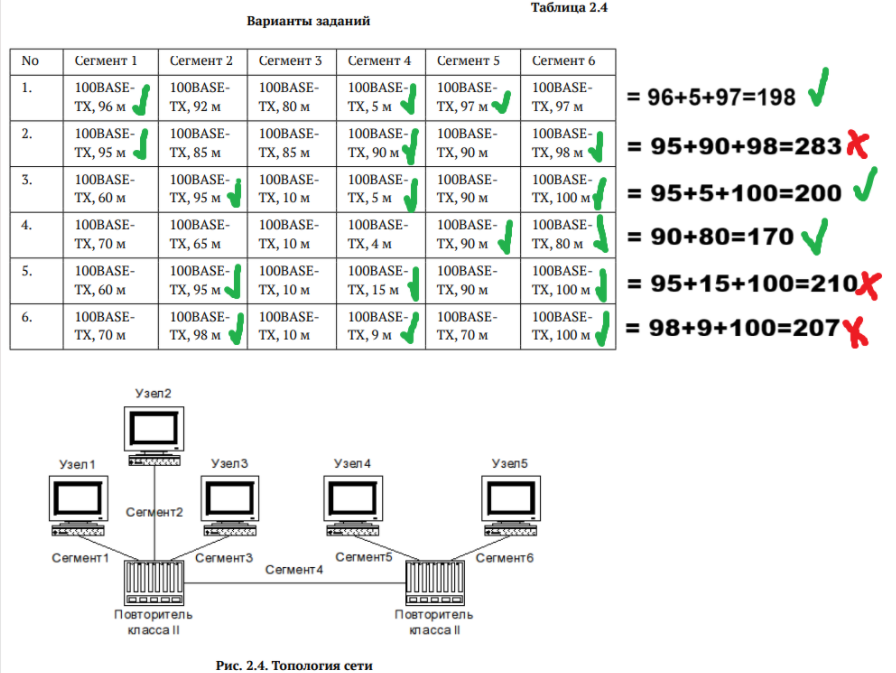 Таблица 2.4
Варианты заданий
No Сегмент 1 Сегмент 2 Сегмент 3 Сегмент 4 Сегмент 5 Сегмент 6
1. 100BASE- 100BASE- 100BASE- 100BASE- 100BASE- 100BASE-
TX, 96 м TX, 92 м TX, 80 м TX, 5 м TX, 97 м TX, 97 м
= 96+5+97=198
2. 100BASE- 100BASE- 100BASE- 100BASE- 100BASE- 100BASE-
TX, 95 м TX, 85 м TX, 85 м TX, 90 м TX, 90 м TX, 98 м
= 95+90+98=283
3. 100BASE- 100BASE- 100BASE- 100BASE- 100BASE- 100BASE-
TX, 60 м TX, 95 м TX, 10 м TX, 5 м TX, 90 м TX, 100 м
= 95+5+100=200
4. 100BASE- 100BASE- 100BASE- 100BASE- 100BASE- 100BASE-
TX, 70 м TX, 65 м TX, 10 м TX, 4 м TX, 90 м TX, 80 м
= 90+80=170
5. 100BASE- 100BASE- 100BASE- 100BASE- 100BASE- 100BASE-
TX, 60 м TX, 95 м TX, 10 м TX, 15 м TX, 90 м TX, 100 м
= 95+15+100=210
6. 100BASE- 100BASE- 100BASE- 100BASE- 100BASE- 100BASE-
TX, 70 м TX, 98 м TX, 10 м TX, 9 м TX, 70 м TX, 100 м
= 98+9+100=207
Узел2
Узел1 Узел3 Узел4 Узел5
Сегмент2
Сегмент1 Сегмент3 Сегмент5 Сегмент6
Сегмент4
Повторитель Повторитель
класса II класса II
Рис. 2.4. Топология сети